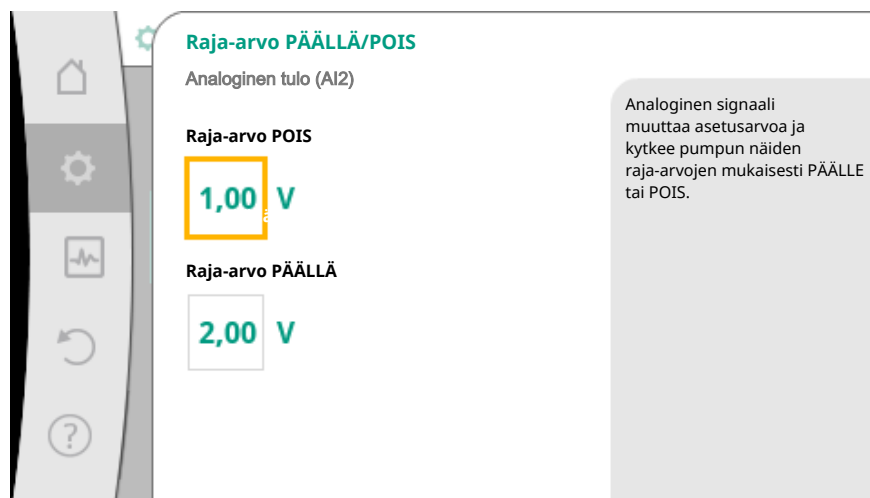 Raja-arvo PÄÄLLÄ/POIS
Analoginen tulo (AI2)
Raja-arvo POIS
1,00 V
Raja-arvo PÄÄLLÄ
2,00 V
Analoginen signaali
muuttaa asetusarvoa ja
kytkee pumpun näiden
raja-arvojen mukaisesti PÄÄLLE
tai POIS.
?